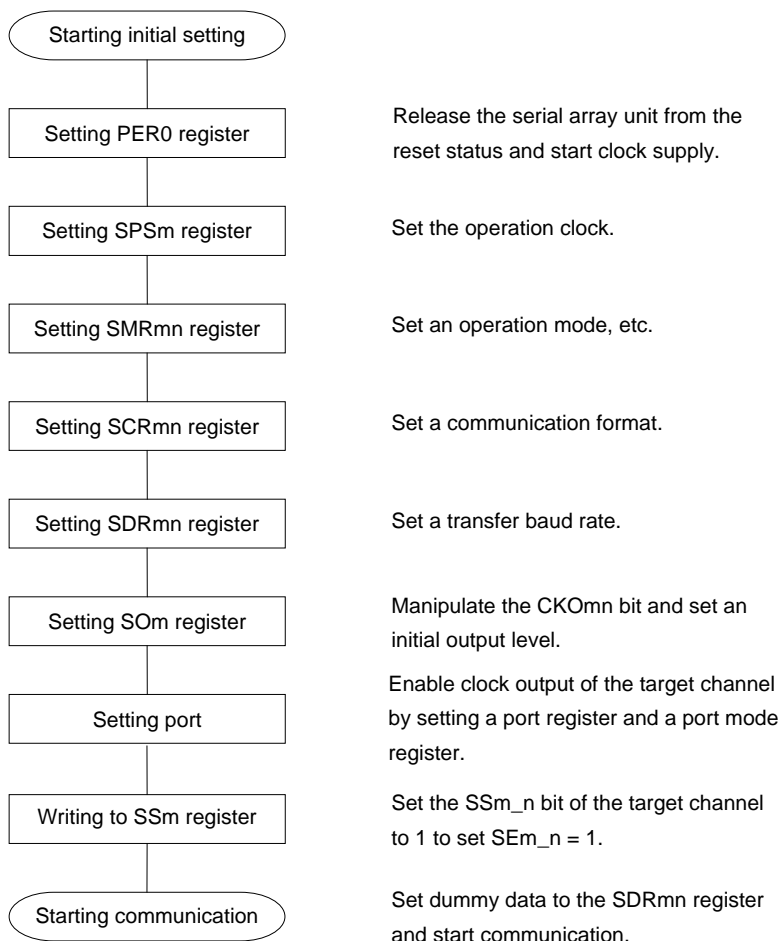 Starting initial setting
Setting PER0 register
Release the serial array unit from the
reset status and start clock supply.
Setting SPSm register
Set the operation clock.
Setting SMRmn register
Set an operation mode, etc.
Setting SCRmn register
Set a communication format.
Setting SDRmn register
Set a transfer baud rate.
Setting SOm register
Manipulate the CKOmn bit and set an
initial output level.
Setting port
Enable clock output of the target channel
by setting a port register and a port mode
register.
Writing to SSm register
Set the SSm_n bit of the target channel
to 1 to set SEm_n = 1.
Starting communication
Set dummy data to the SDRmn register
and start communication.